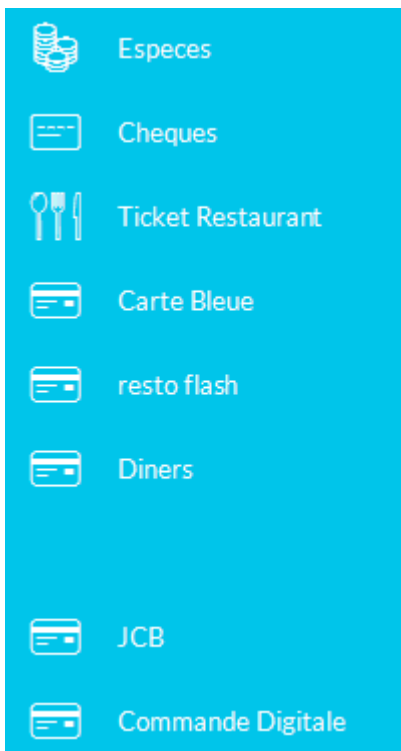 Especes
Cheques
Ticket Restaurant
Carte Bleue
resto flash
Diners
JCB
Commande Digitale